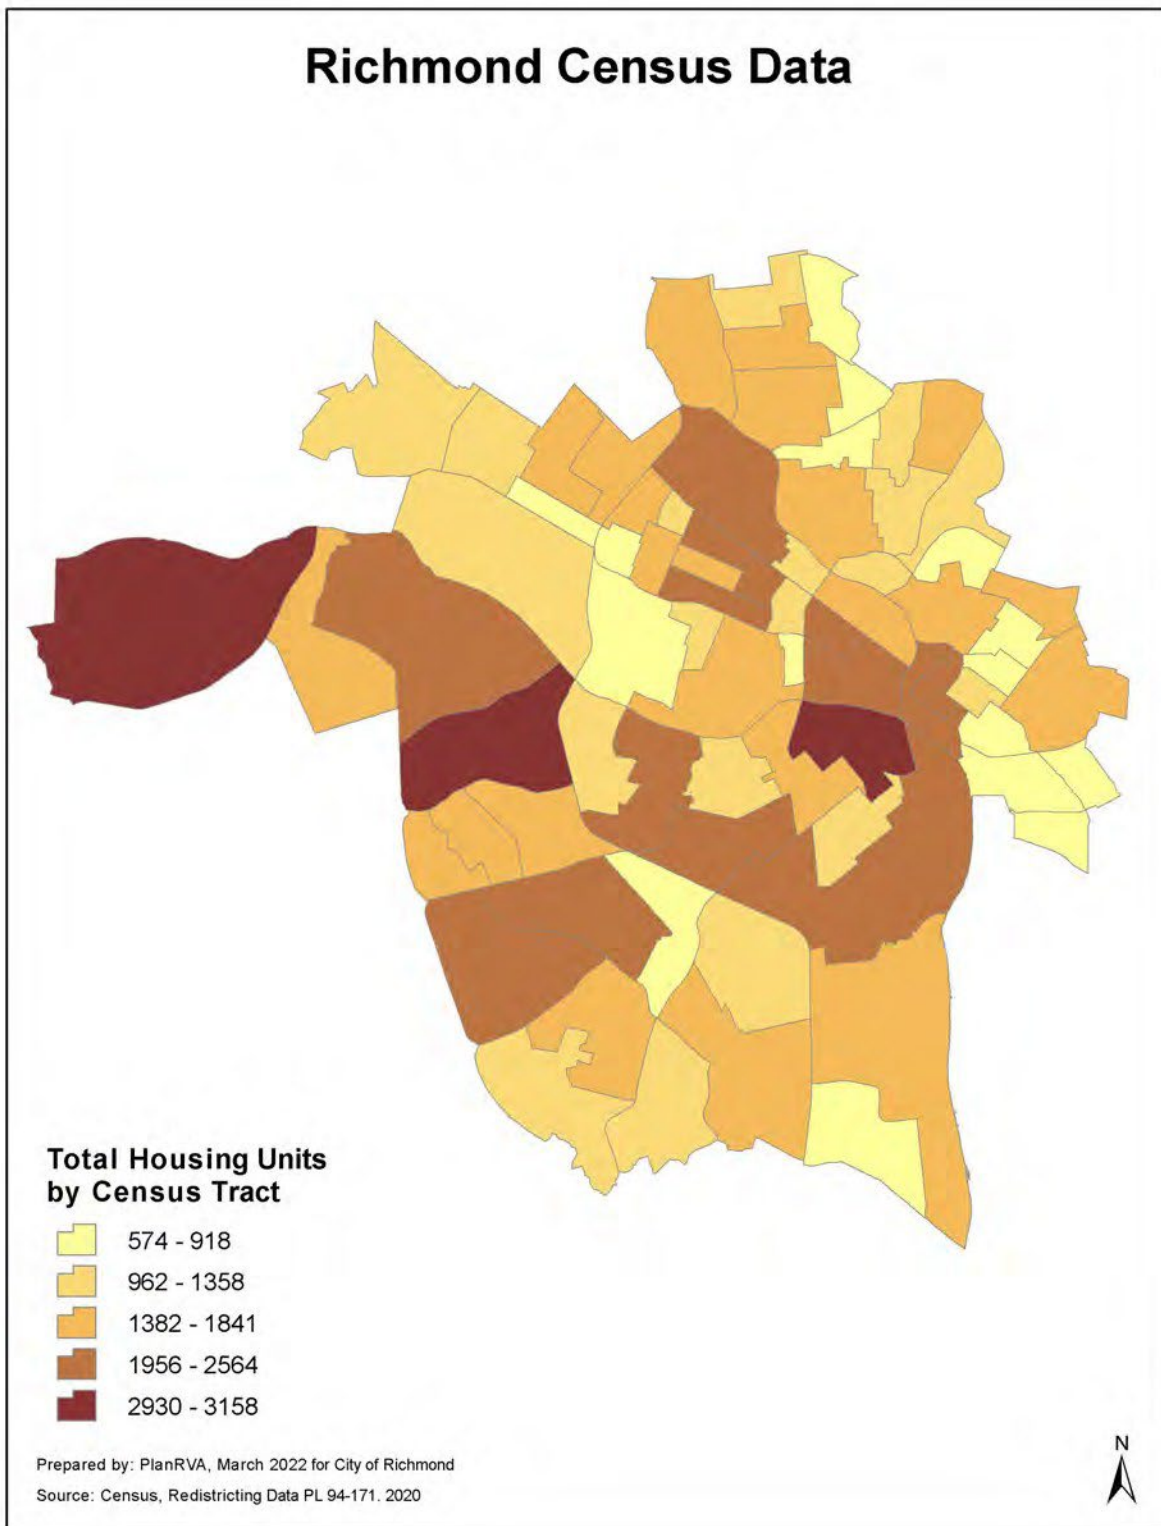 Richmond Census Data
Total Housing Units
by Census Tract
574 - 918
962 - 1358
1382 - 1841
1956 - 2564
2930 - 3158
Prepared by: PlanRVA, March 2022 for City of Richmond
Source: Census, Redistricting Data PL 94-171. 2020
N